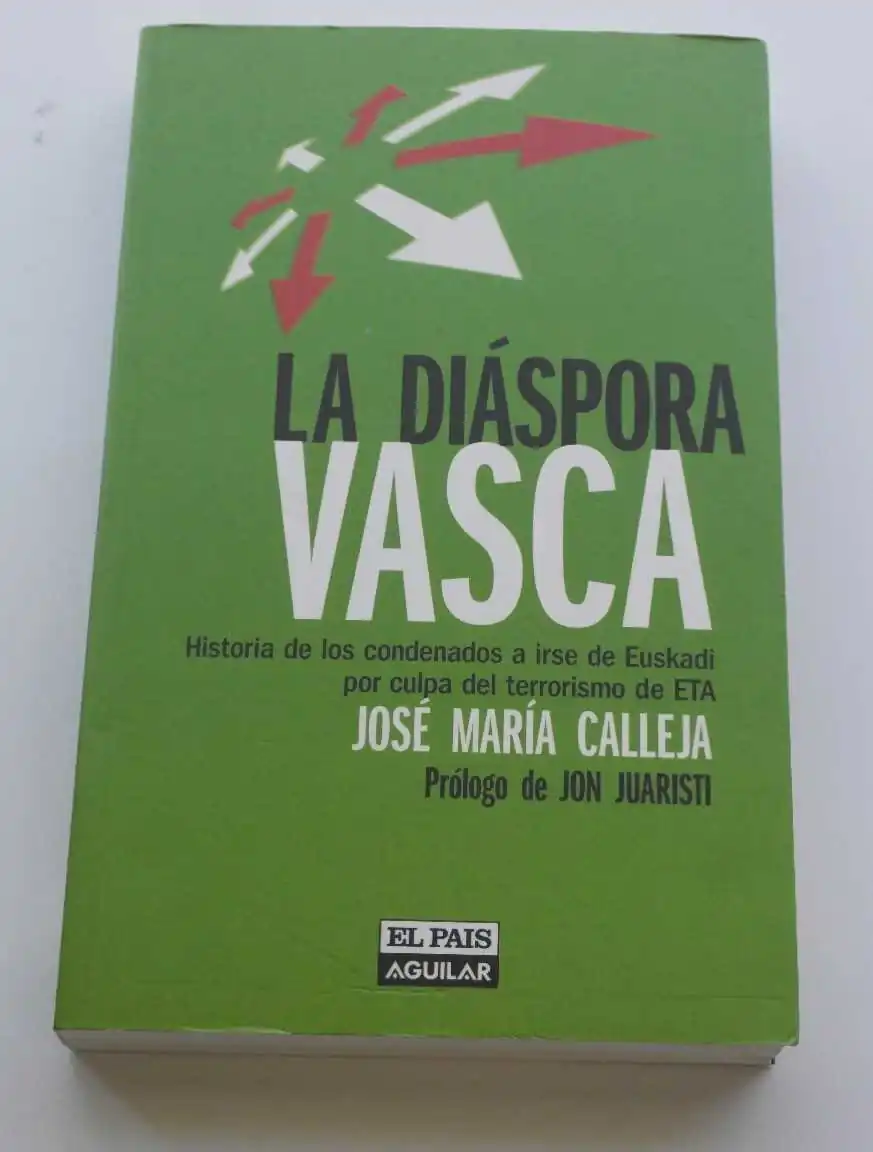 LA DIÁSPORA
VASCA
Historia de los condenados a irse de Euskadi
por culpa del terrorismo de ETA
JOSÉ MARÍA CALLEJA
Prólogo de JON JUARISTI
EL PAIS
AGUILAR